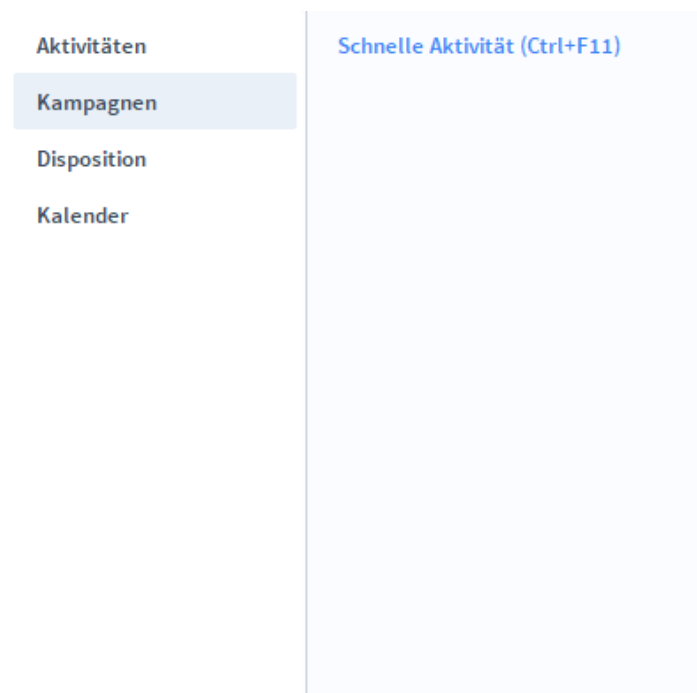 Aktivitäten
Kampagnen
Disposition
Kalender
Schnelle Aktivität (Ctrl+F11)